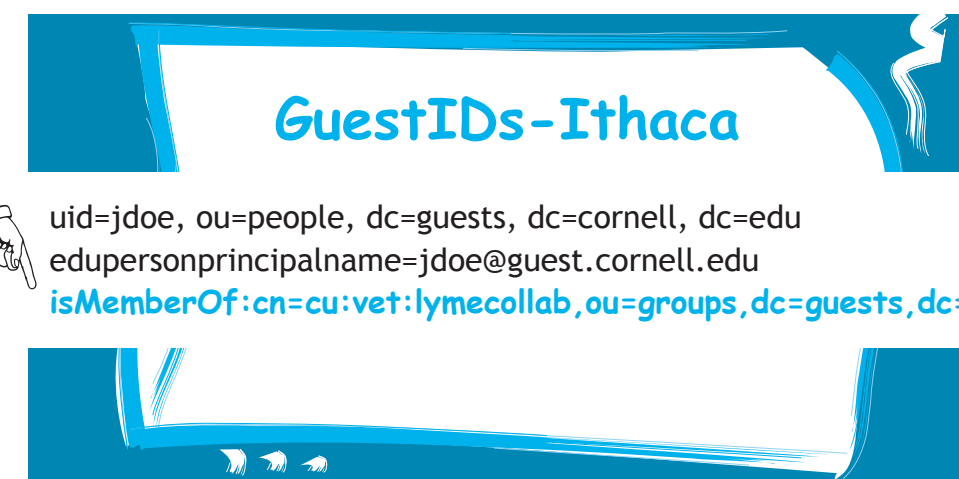 GuestIDs-Ithaca
uid=jdoe, ou=people, dc=guests, dc=cornell, dc=edu
edupersonprincipalname=jdoe@guest.cornell.edu
isMemberOf:cn=cu:vet:lymecollab,ou=groups,dc=guests,dc=